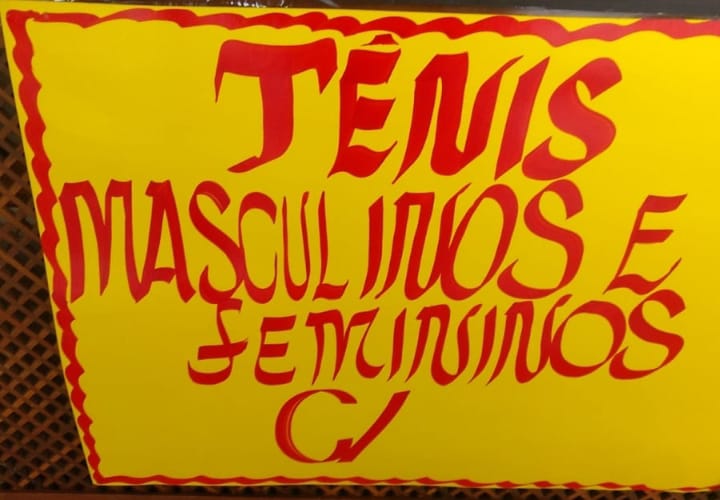 TÊNIS
MASCULINOS E
FEMININOS
C/